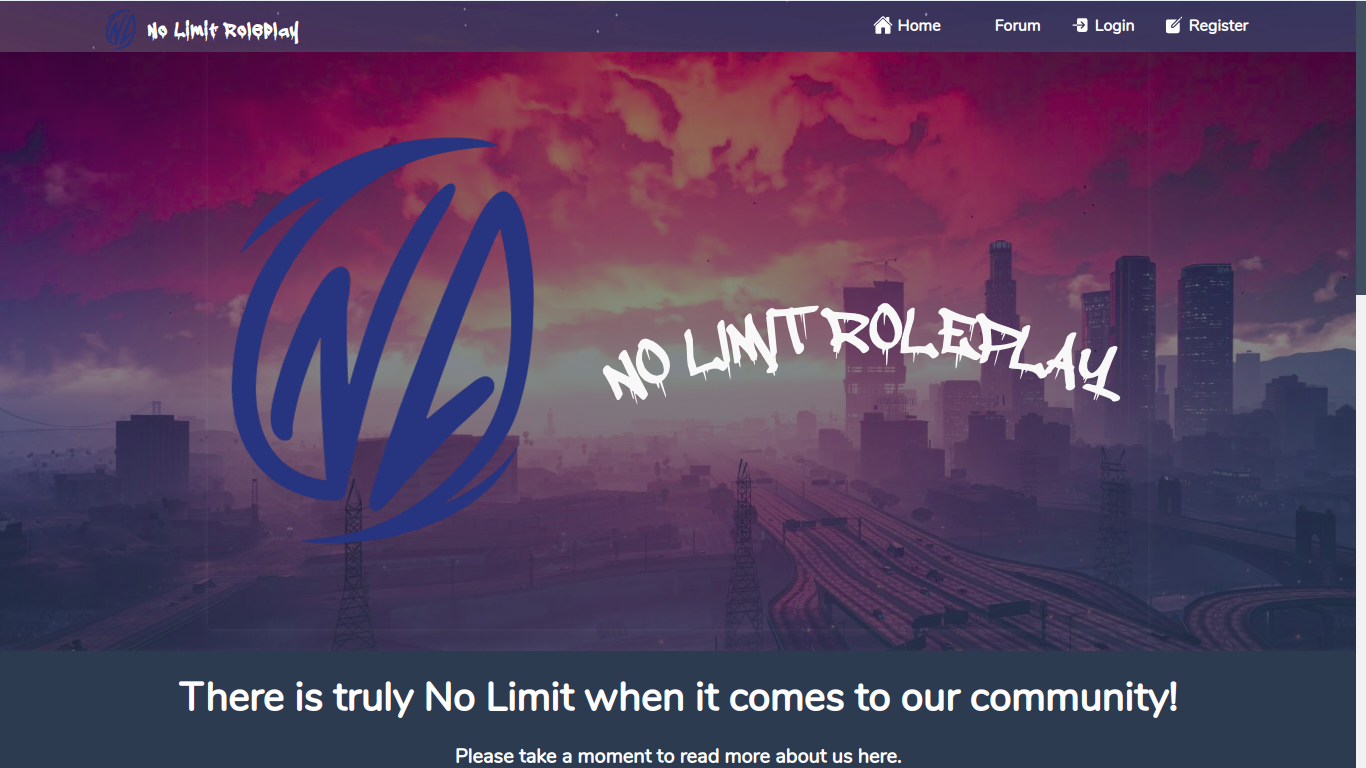 No Limit Roleplay
Home Forum Login Register
NL
NO LIMIT ROLEPLAY
There is truly No Limit when it comes to our community!
Please take a moment to read more about us here.